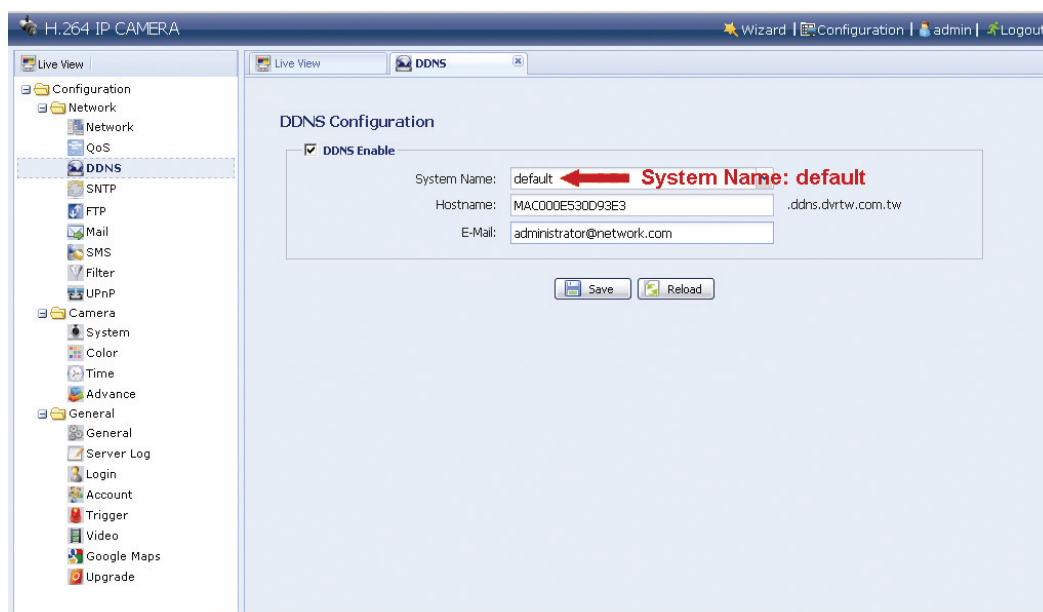 H.264 IP CAMERA
Wizard | Configuration | admin | Logout
Live View
Live View
DDNS
Configuration
Network
Network
QoS
DDNS
SNTP
FTP
Mail
SMS
Filter
UPnP
Camera
System
Color
Time
Advance
General
General
Server Log
Login
Account
Trigger
Video
Google Maps
Upgrade
DDNS Configuration
DDNS Enable
System Name: default System Name: default
Hostname: MAC000E530D93E3 .ddns.dvrtw.com.tw
E-Mail: administrator@network.com
Save Reload